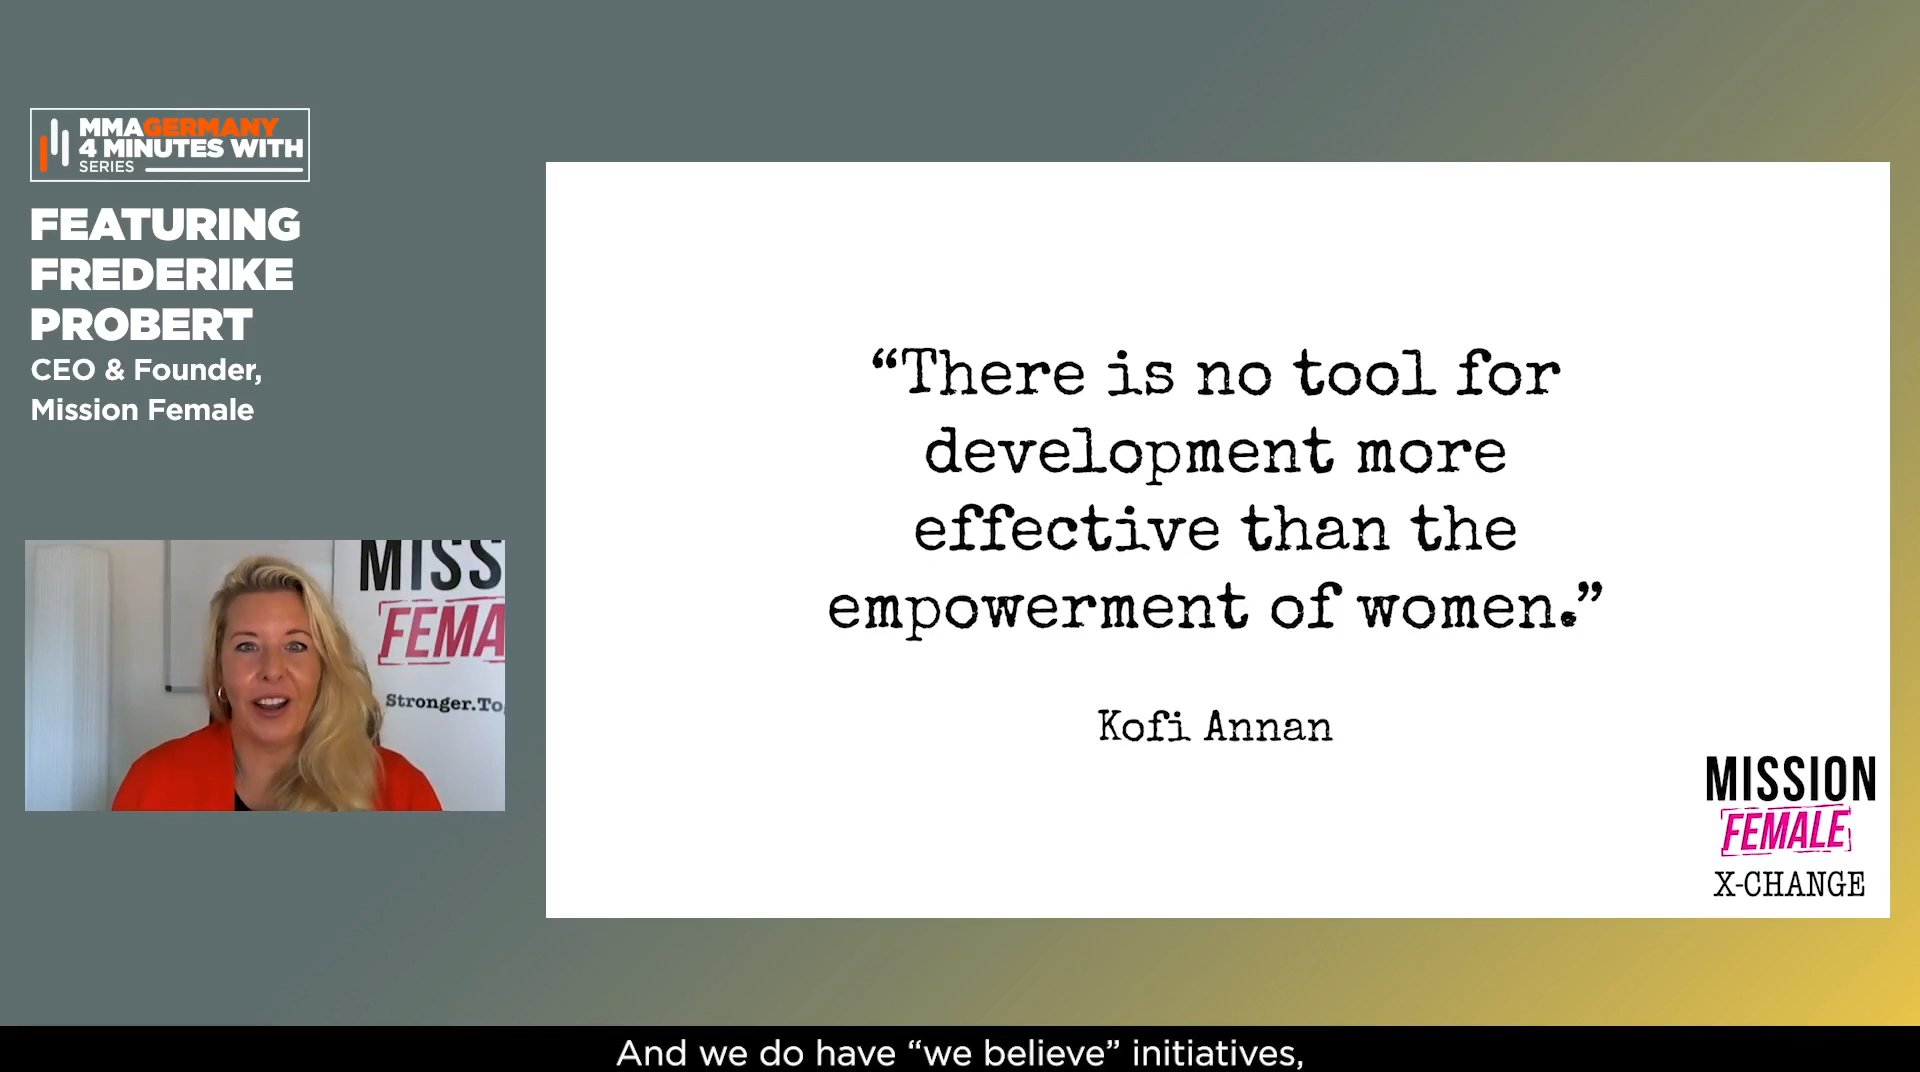 MMAGERMANY
4 MINUTES WITH
SERIES
FEATURING
FREDERIKE
PROBERT
CEO & Founder,
Mission Female
MISS
FEMA
Stronger.To
“There is no tool for
development more
effective than the
empowerment of women.”
Kofi Annan
MISSION
FEMALE
X-CHANGE
And we do have “we believe” initiatives,